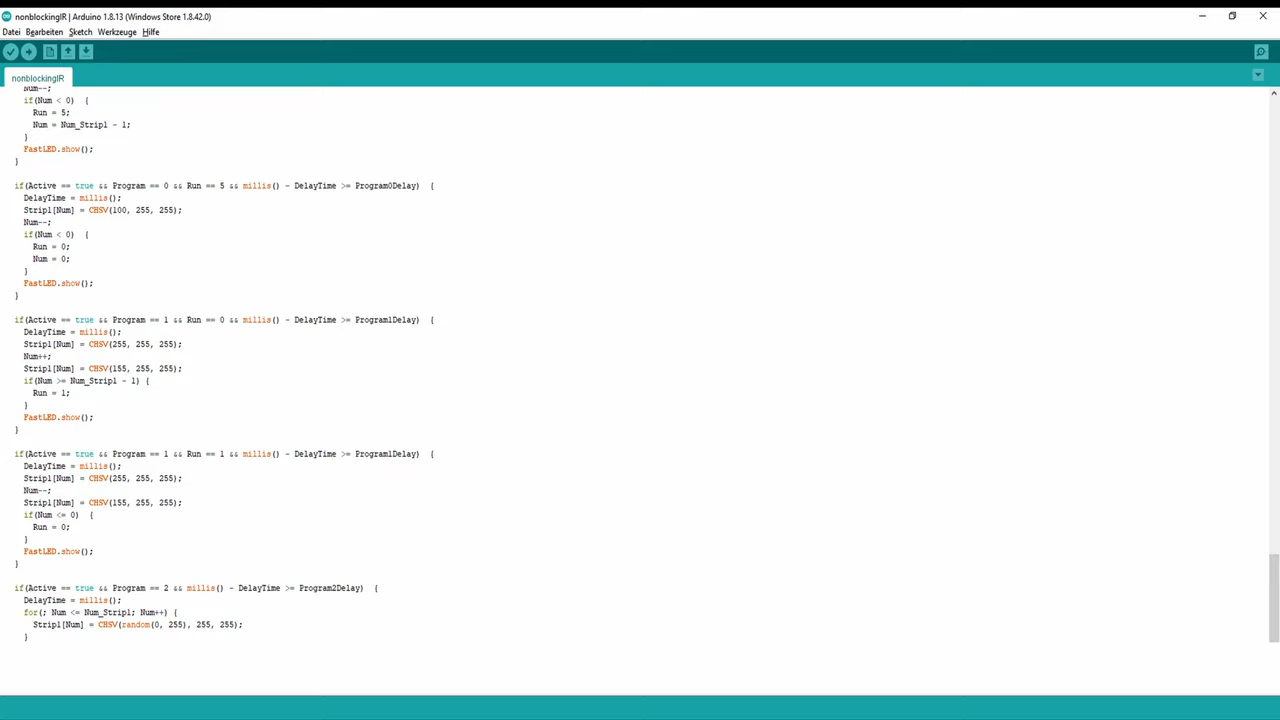 nonblockingIR | Arduino 1.8.13 (Windows Store 1.8.42.0)
Datei Bearbeiten Sketch Werkzeuge Hilfe
nonblockingIR
Num--;
if(Num < 0)  {
Run = 5;
Num = Num_Strip1 - 1;
}
FastLED.show();
}
if(Active == true && Program == 0 && Run == 5 && millis() - DelayTime >= Program0Delay)  {
DelayTime = millis();
Strip1[Num] = CHSV(100, 255, 255);
Num--;
if(Num < 0)  {
Run = 0;
Num = 0;
}
FastLED.show();
}
if(Active == true && Program == 1 && Run == 0 && millis() - DelayTime >= Program1Delay)  {
DelayTime = millis();
Strip1[Num] = CHSV(255, 255, 255);
Num++;
Strip1[Num] = CHSV(155, 255, 255);
if(Num >= Num_Strip1 - 1) {
Run = 1;
}
FastLED.show();
}
if(Active == true && Program == 1 && Run == 1 && millis() - DelayTime >= Program1Delay)  {
DelayTime = millis();
Strip1[Num] = CHSV(255, 255, 255);
Num--;
Strip1[Num] = CHSV(155, 255, 255);
if(Num <= 0)  {
Run = 0;
}
FastLED.show();
}
if(Active == true && Program == 2 && millis() - DelayTime >= Program2Delay)  {
DelayTime = millis();
for(; Num <= Num_Strip1; Num++) {
Strip1[Num] = CHSV(random(0, 255), 255, 255);
}